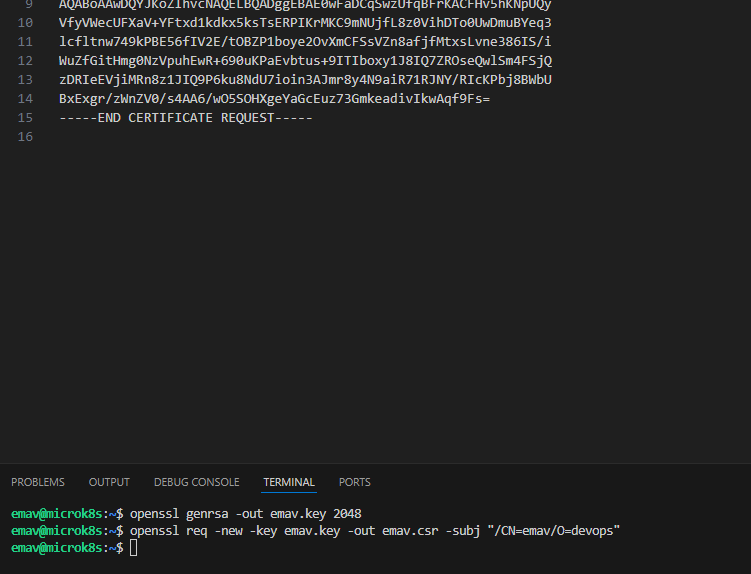 9 AQABoAAwDQYJKoZIhvcNAQELBQADggEBAE0wFaDCqSwzUfqBFrKACFHv5hKNpUQy
10 VfyVWecUFXaV+YFtxd1kdkx5ksTsERPIKrMKC9mNUjfL8z0VihDTo0UwDmuBYeq3
11 lcfltnw749kPBE56fIV2E/tOBZP1boye2OvXmCFSsVZn8afjfMtxsLvne386IS/i
12 WuZfGitHmg0NzVpuhEwR+690uKPaEvbtus+9ITIboxy1J8IQ7ZROseQwlSm4FSjQ
13 zDRIeEVjiMRn8z1JIQ9P6ku8NdU7ioin3AJmr8y4N9aiR71RJNY/RIcKPbj8BWbU
14 BxExgr/zWnZV0/s4AA6/wO5SOHXgeYaGcEuz73GmkeadivIkwAqf9Fs=
15 -----END CERTIFICATE REQUEST-----
16
PROBLEMS OUTPUT DEBUG CONSOLE TERMINAL PORTS
emav@microk8s:~$ openssl genrsa -out emav.key 2048
emav@microk8s:~$ openssl req -new -key emav.key -out emav.csr -subj "/CN=emav/O=devops"
emav@microk8s:~$